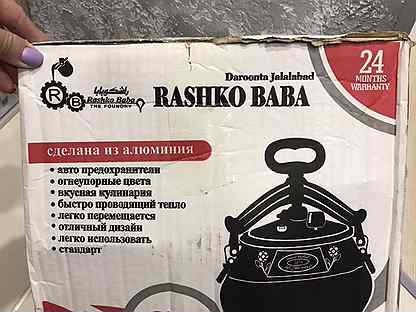 Daroonta Jalalabad
RASHKO BABA
24
MONTHS
WARRANTY
R B
Rashko Baba
THE FOUNDRY
сделана из алюминия
• авто предохранители
• огнеупорные цвета
• вкусная кулинария
• быстро проводящий тепло
• легко перемещается
• отличный дизайн
• легко использовать
• стандарт